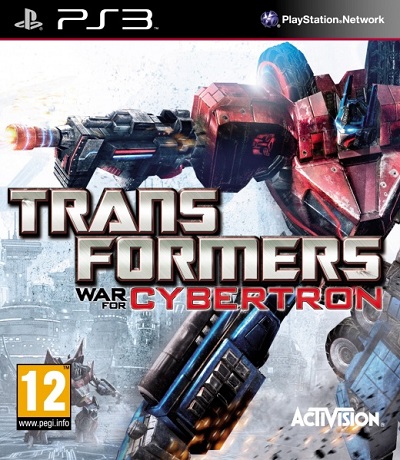 PS3
PlayStation Network
TRANS
FORMERS
WAR FOR CYBERTRON
12
www.pegi.info
ACTIVISION